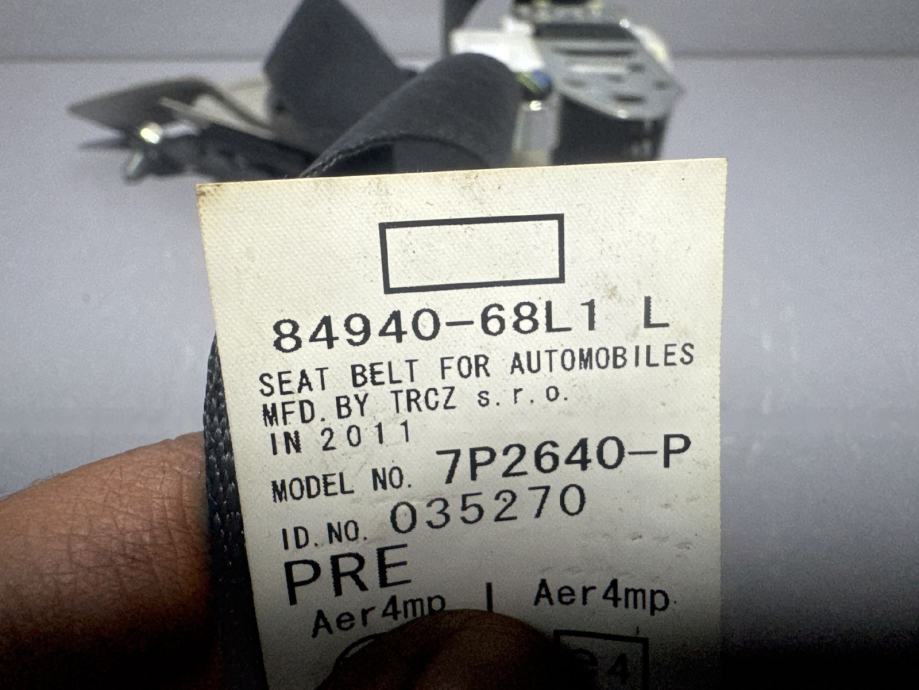 84940-68L1 L
SEAT BELT FOR AUTOMOBILES
MFD. BY TRCZ s.r.o.
IN 2011
MODEL NO. 7P2640-P
ID.NO. 035270
PRE
Aer4mp | Aer4mp
e4